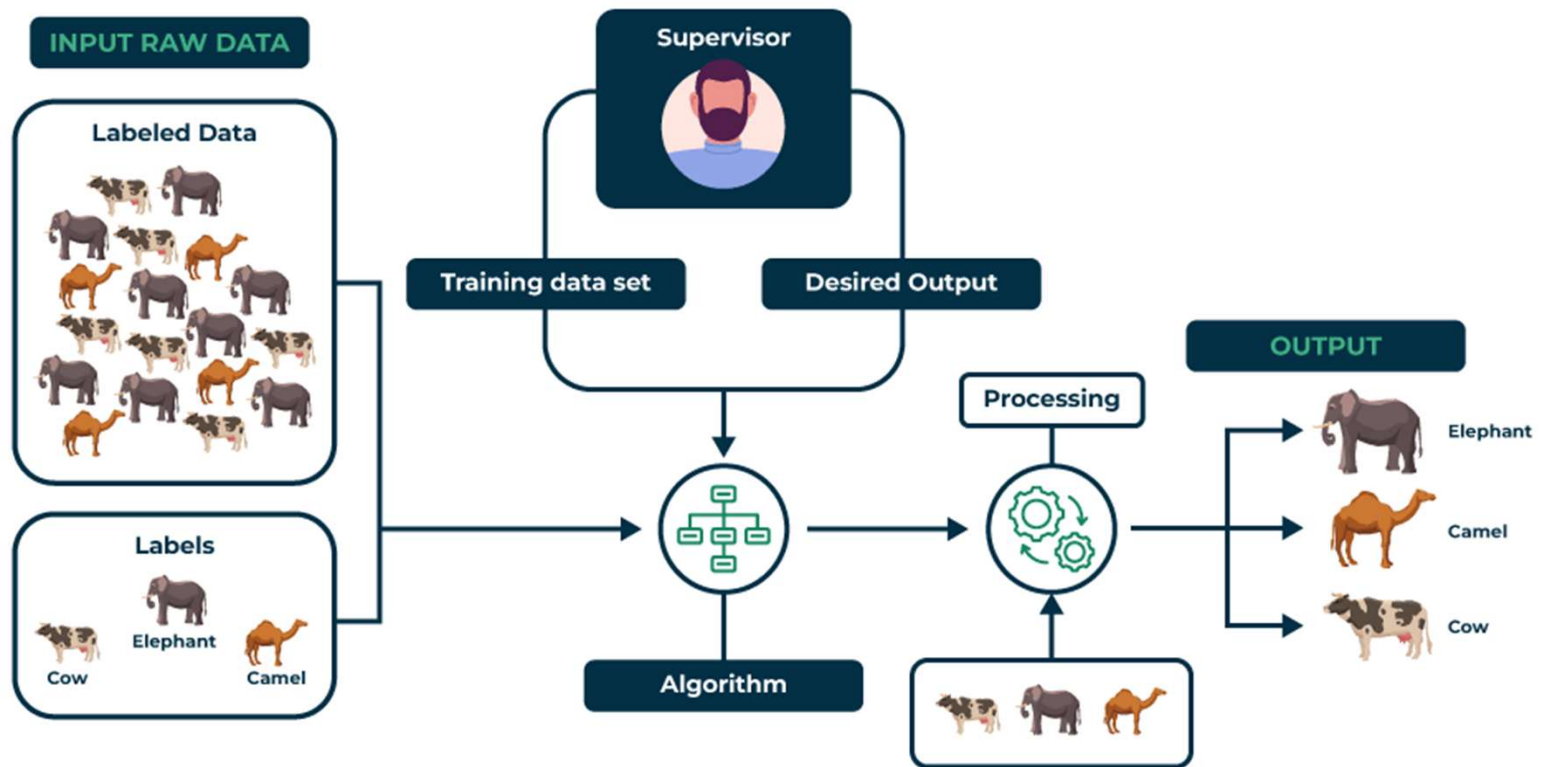 INPUT RAW DATA
Labeled Data
Labels
Elephant
Cow
Camel
Supervisor
Training data set
Desired Output
Algorithm
Processing
OUTPUT
Elephant
Camel
Cow